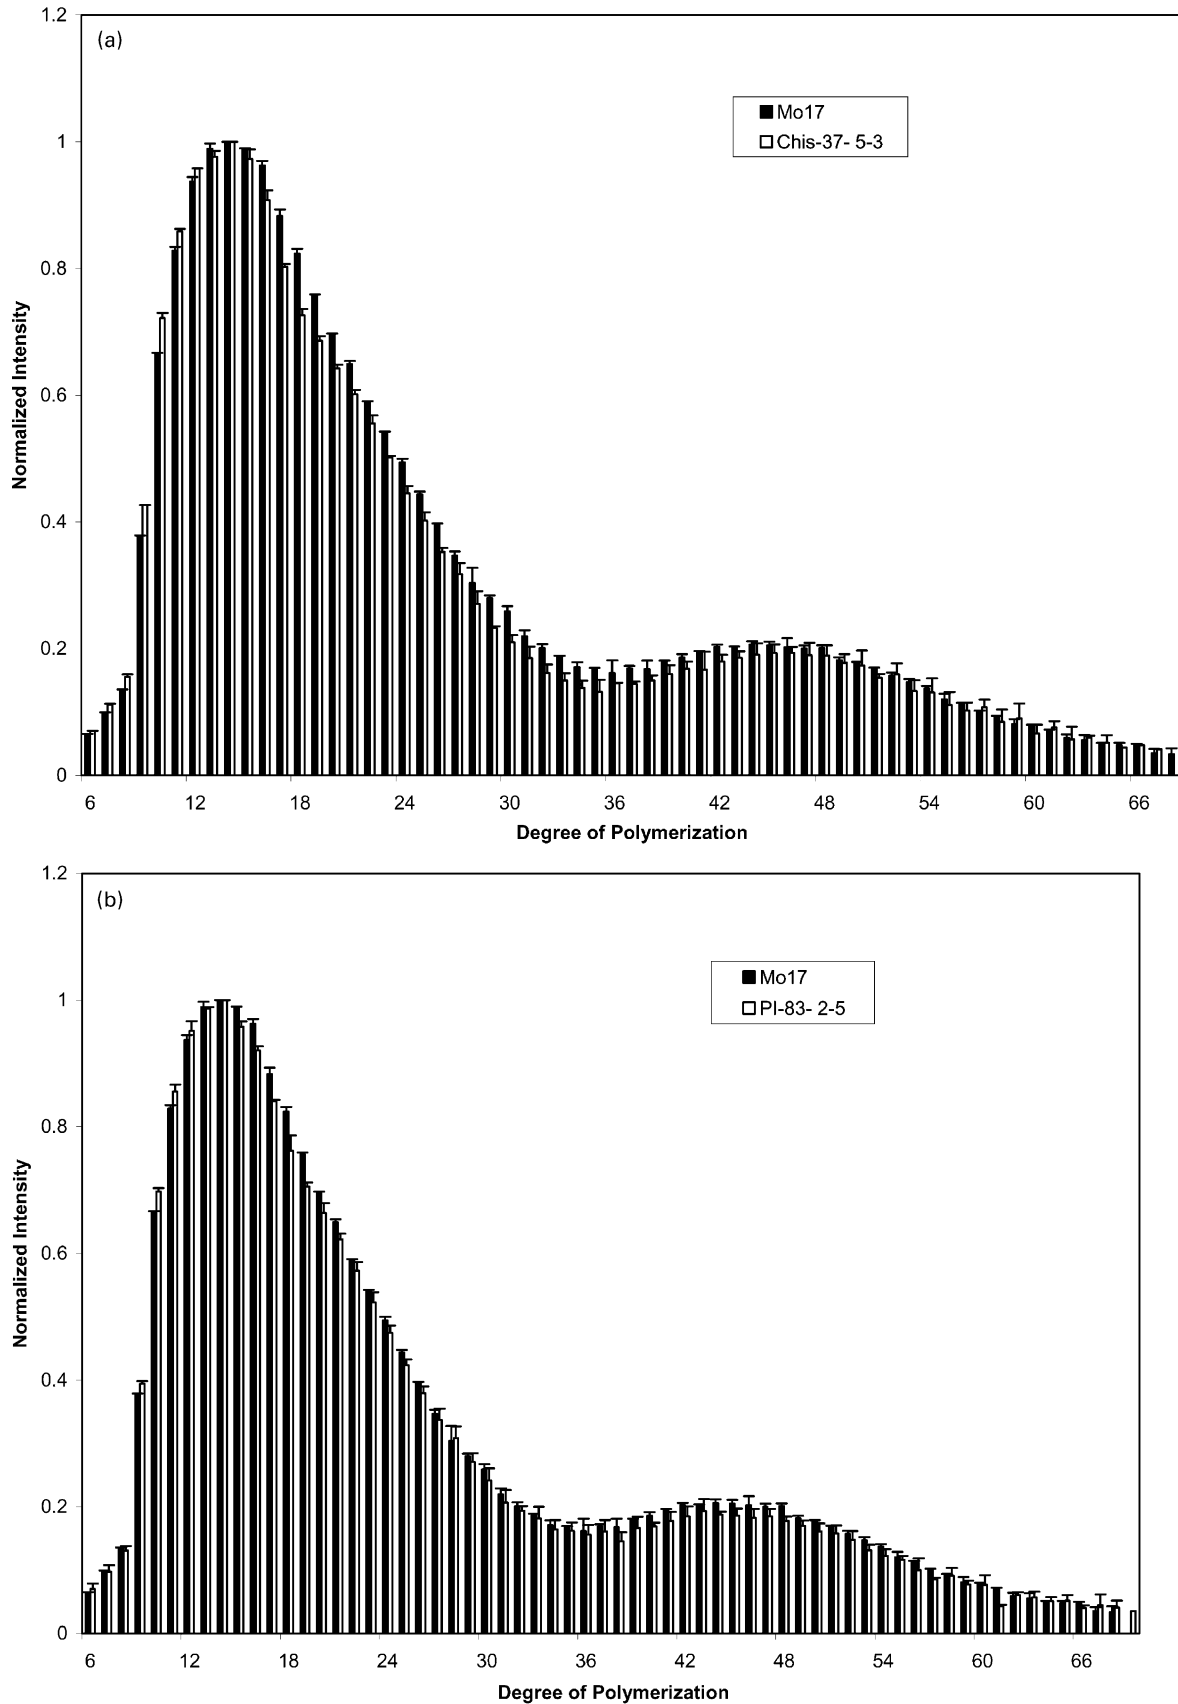 (a)
1.2
1
0.8
0.6
0.4
0.2
0
Normalized Intensity
Mo17
Chis-37- 5-3
6 12 18 24 30 36 42 48 54 60 66
Degree of Polymerization
(b)
1.2
1
0.8
0.6
0.4
0.2
0
Normalized Intensity
Mo17
PI-83- 2-5
6 12 18 24 30 36 42 48 54 60 66
Degree of Polymerization